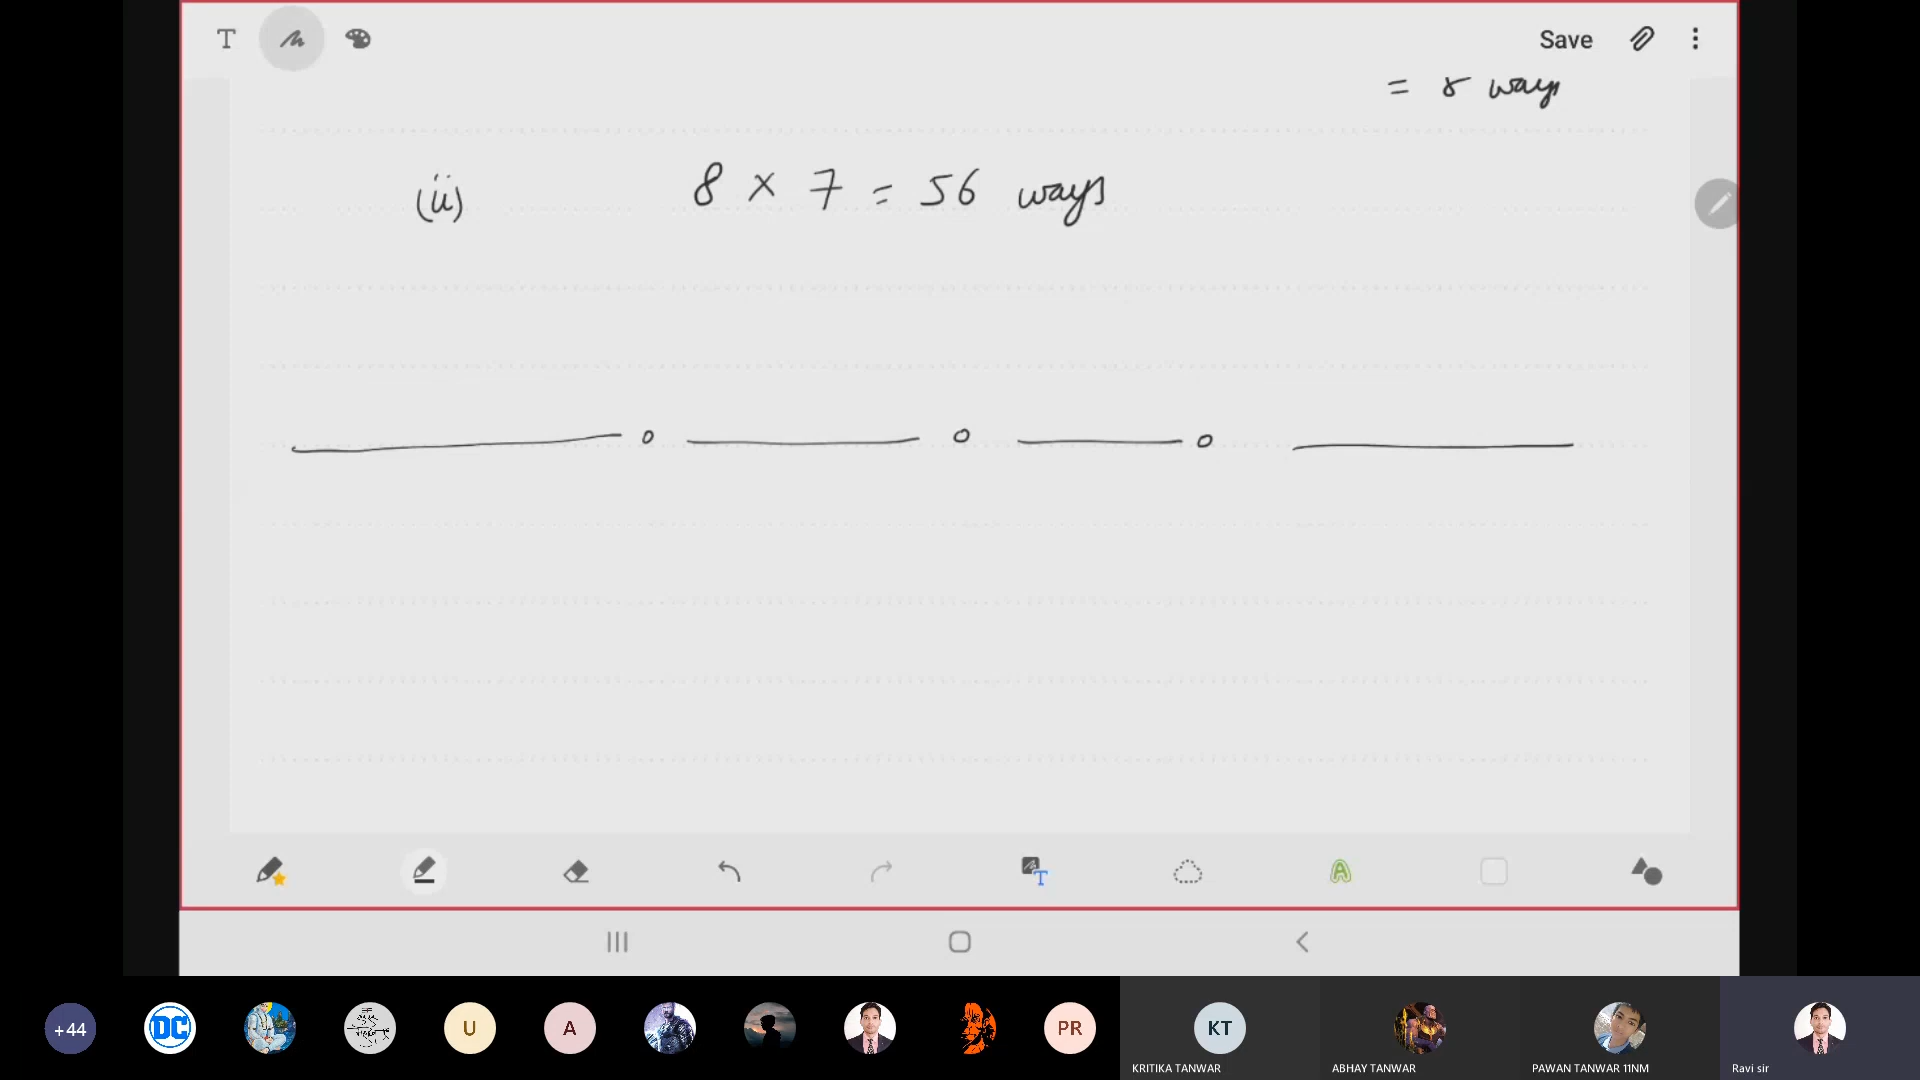 T Save
= 8 ways
(ii) 8 × 7 = 56 ways
o o o
T A
+44 DC U A PR KT
KRITIKA TANWAR ABHAY TANWAR PAWAN TANWAR 11NM Ravi sir